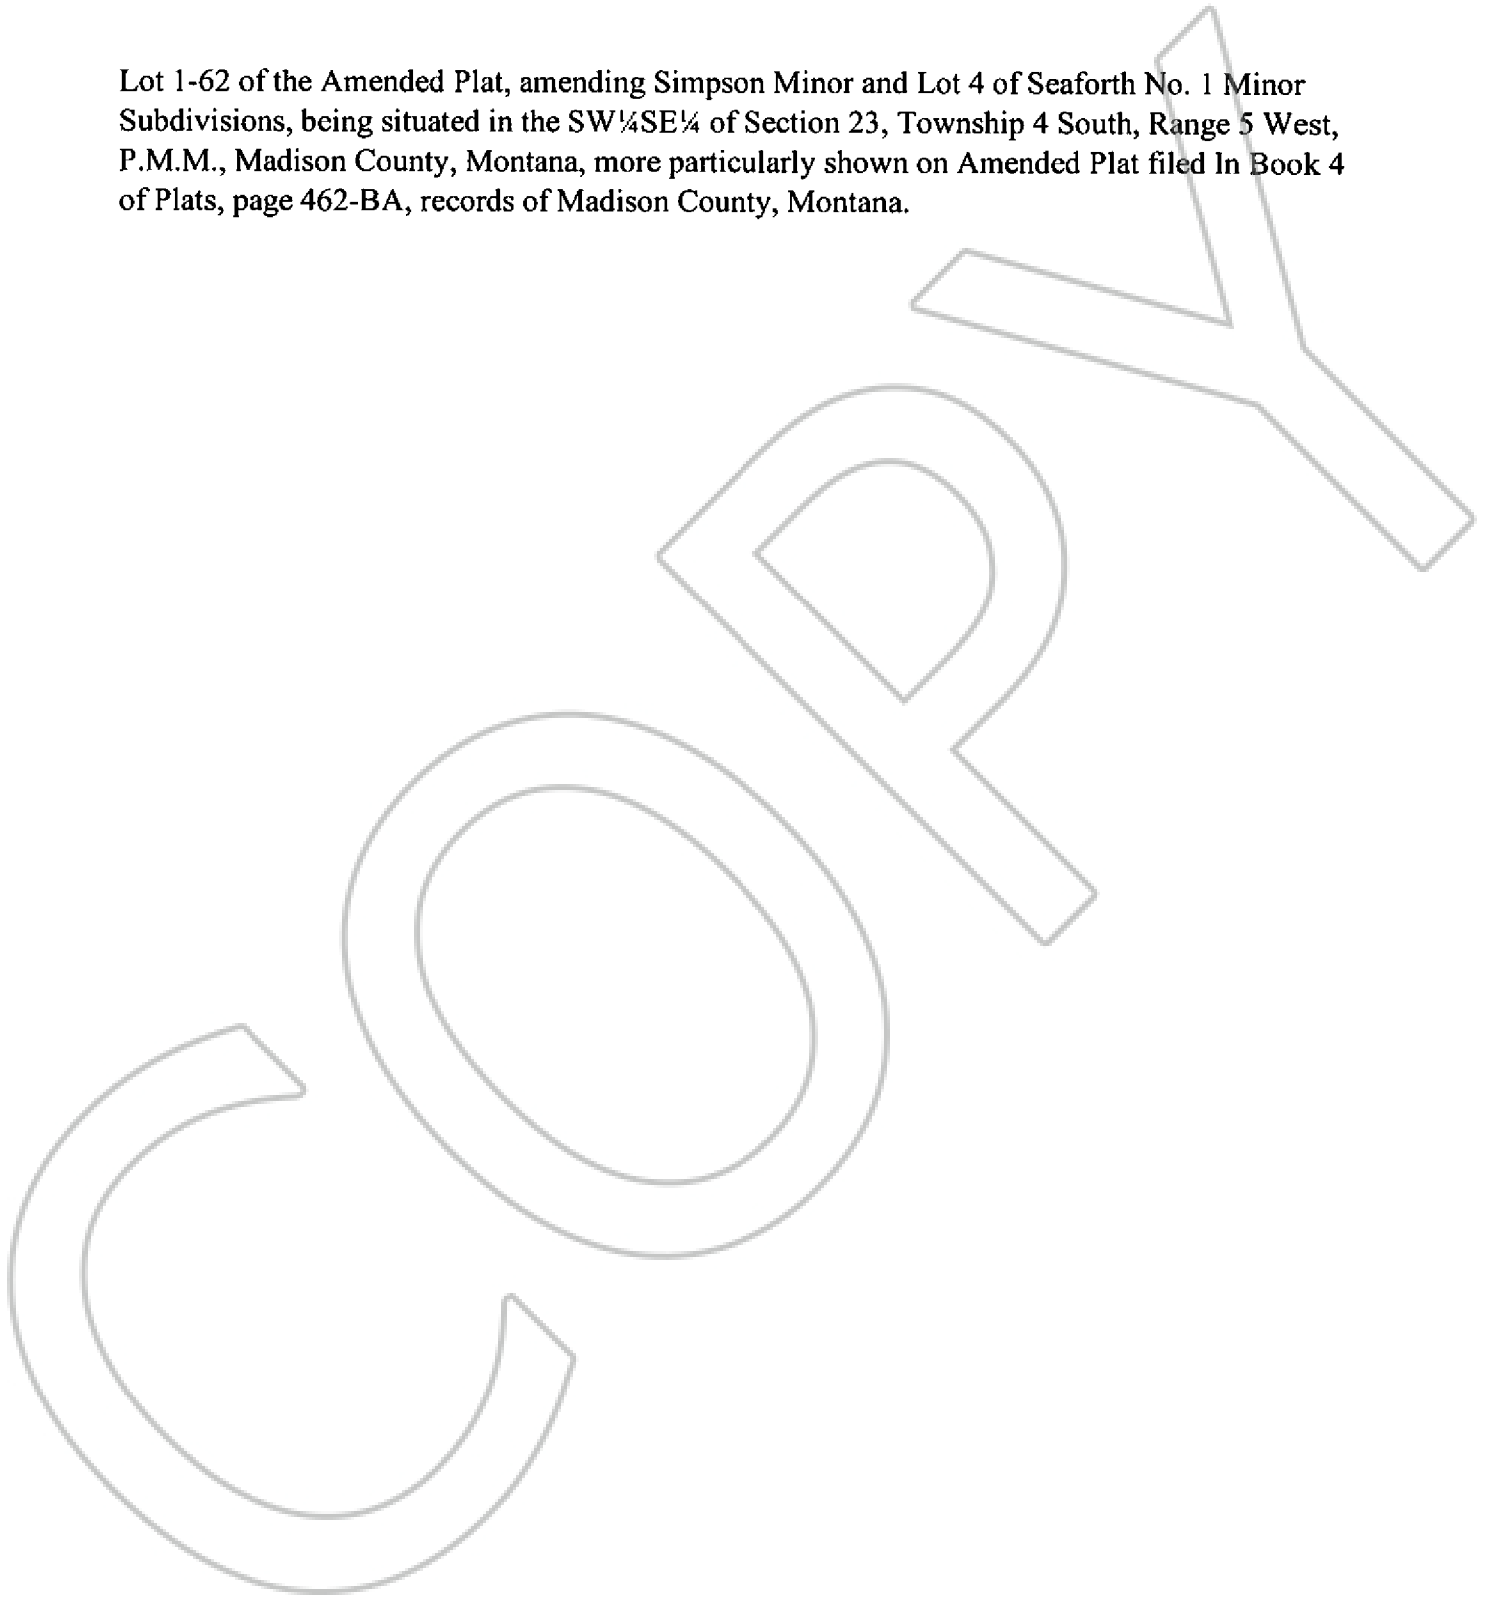 Lot 1-62 of the Amended Plat, amending Simpson Minor and Lot 4 of Seaforth No. 1 Minor
Subdivisions, being situated in the SW¼SE¼ of Section 23, Township 4 South, Range 5 West,
P.M.M., Madison County, Montana, more particularly shown on Amended Plat filed In Book 4
of Plats, page 462-BA, records of Madison County, Montana.
COPY